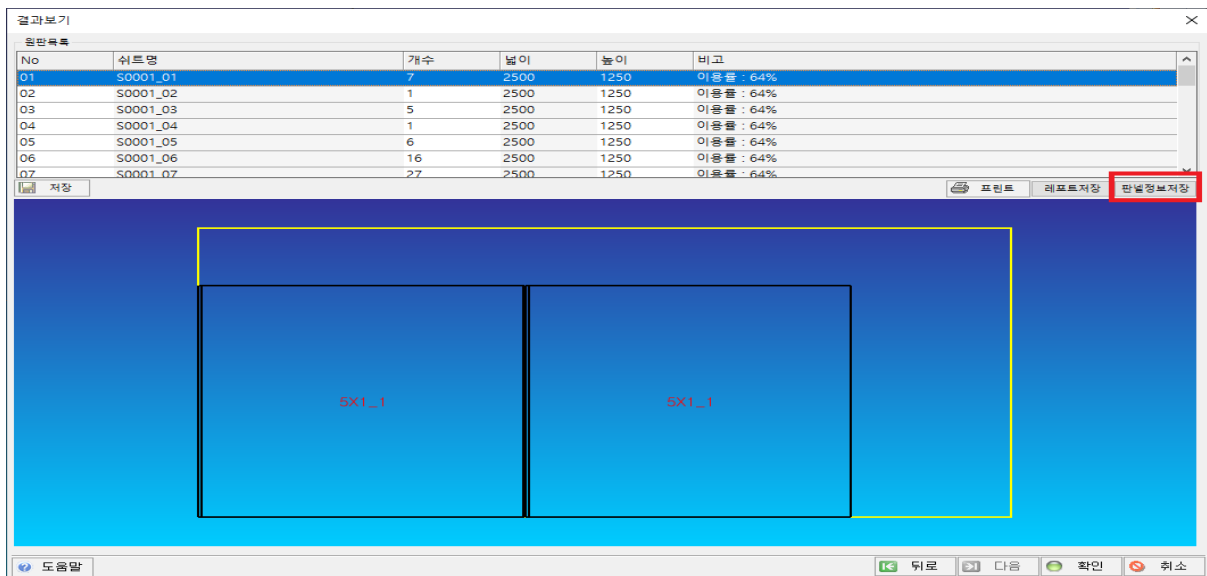 결과보기
원판목록
No 쉬트명 개수 넓이 높이 비고
01 S0001_01 7 2500 1250 이용률 : 64%
02 S0001_02 1 2500 1250 이용률 : 64%
03 S0001_03 5 2500 1250 이용률 : 64%
04 S0001_04 1 2500 1250 이용률 : 64%
05 S0001_05 6 2500 1250 이용률 : 64%
06 S0001_06 16 2500 1250 이용률 : 64%
07 S0001_07 27 2500 1250 이용률 : 64%
저장 프린트 레포트저장 판넬정보저장
5X1_1 5X1_1
도움말 뒤로 다음 확인 취소